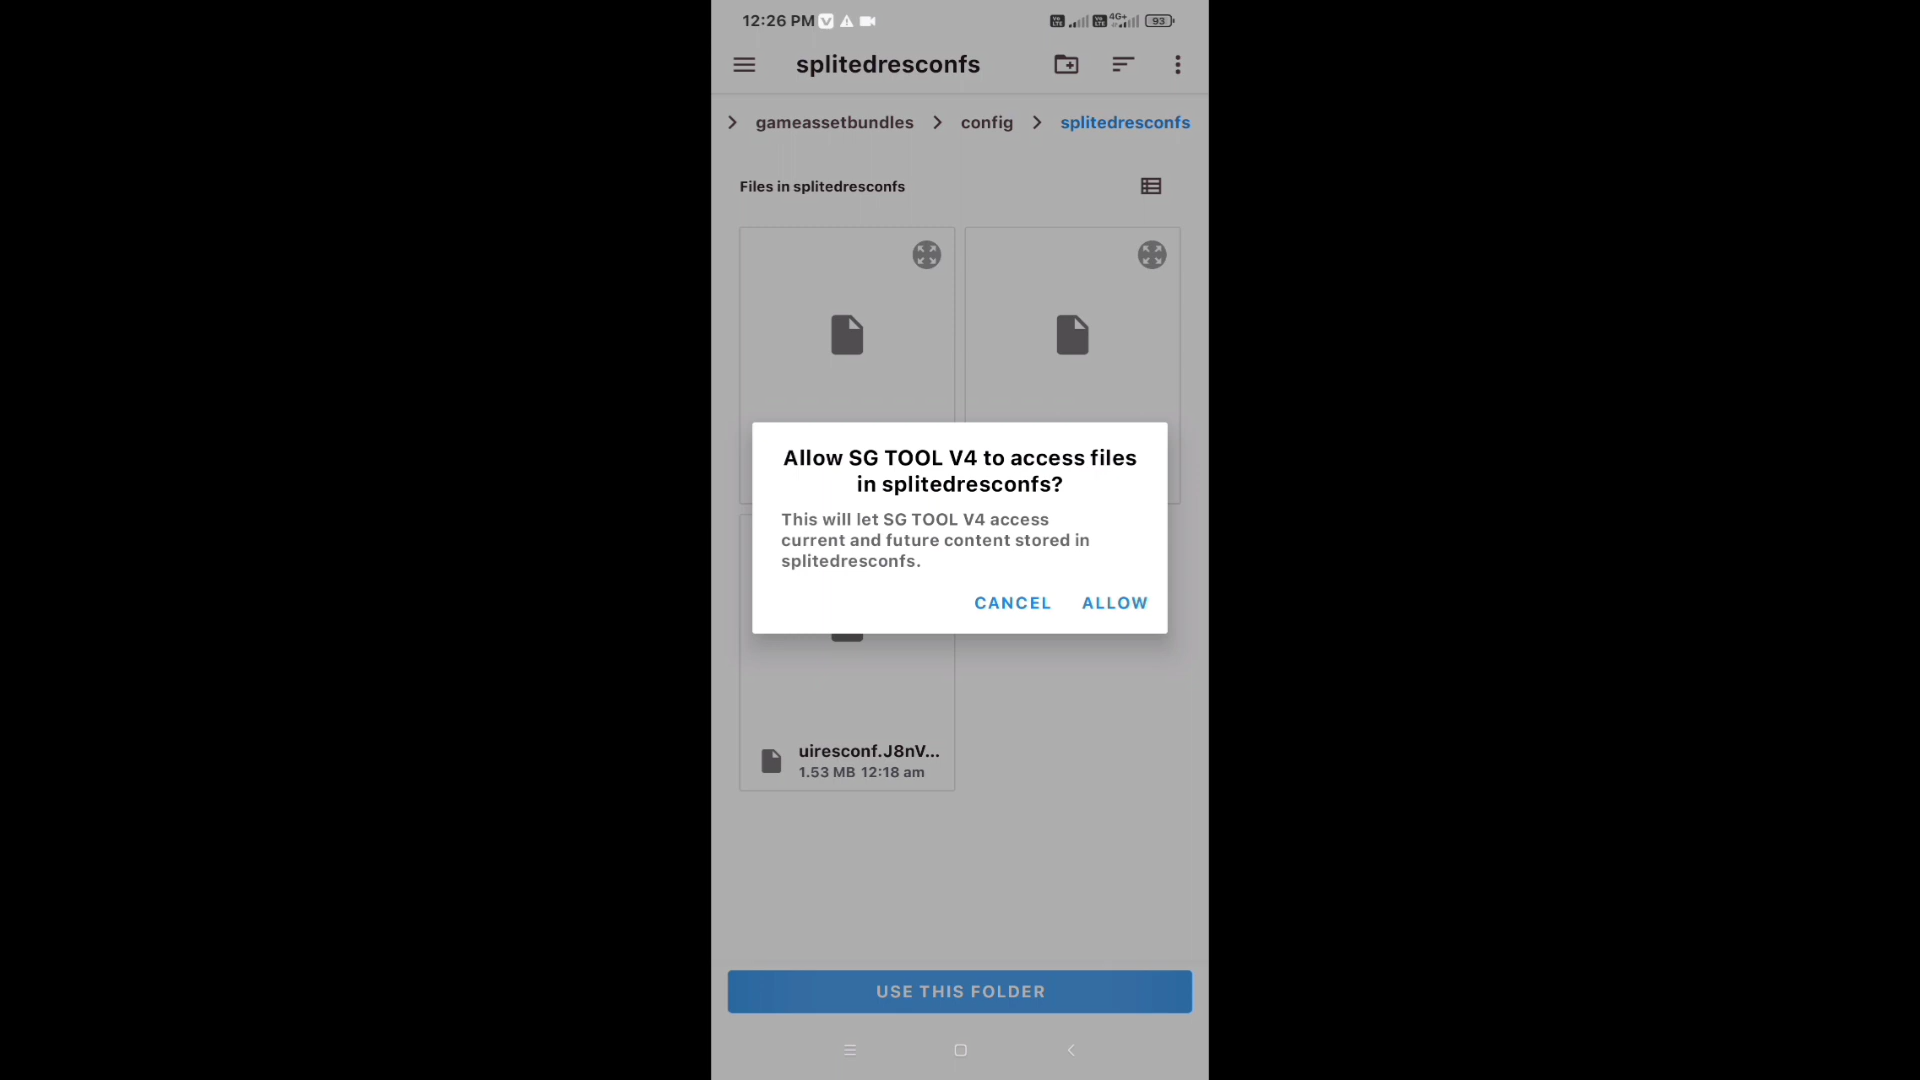 12:26 PM
4G+
93
splitedresconfs
gameassetbundles
config
splitedresconfs
Files in splitedresconfs
Allow SG TOOL V4 to access files
in splitedresconfs?
This will let SG TOOL V4 access
current and future content stored in
splitedresconfs.
CANCEL
ALLOW
uiresconf.J8nV...
1.53 MB 12:18 am
USE THIS FOLDER